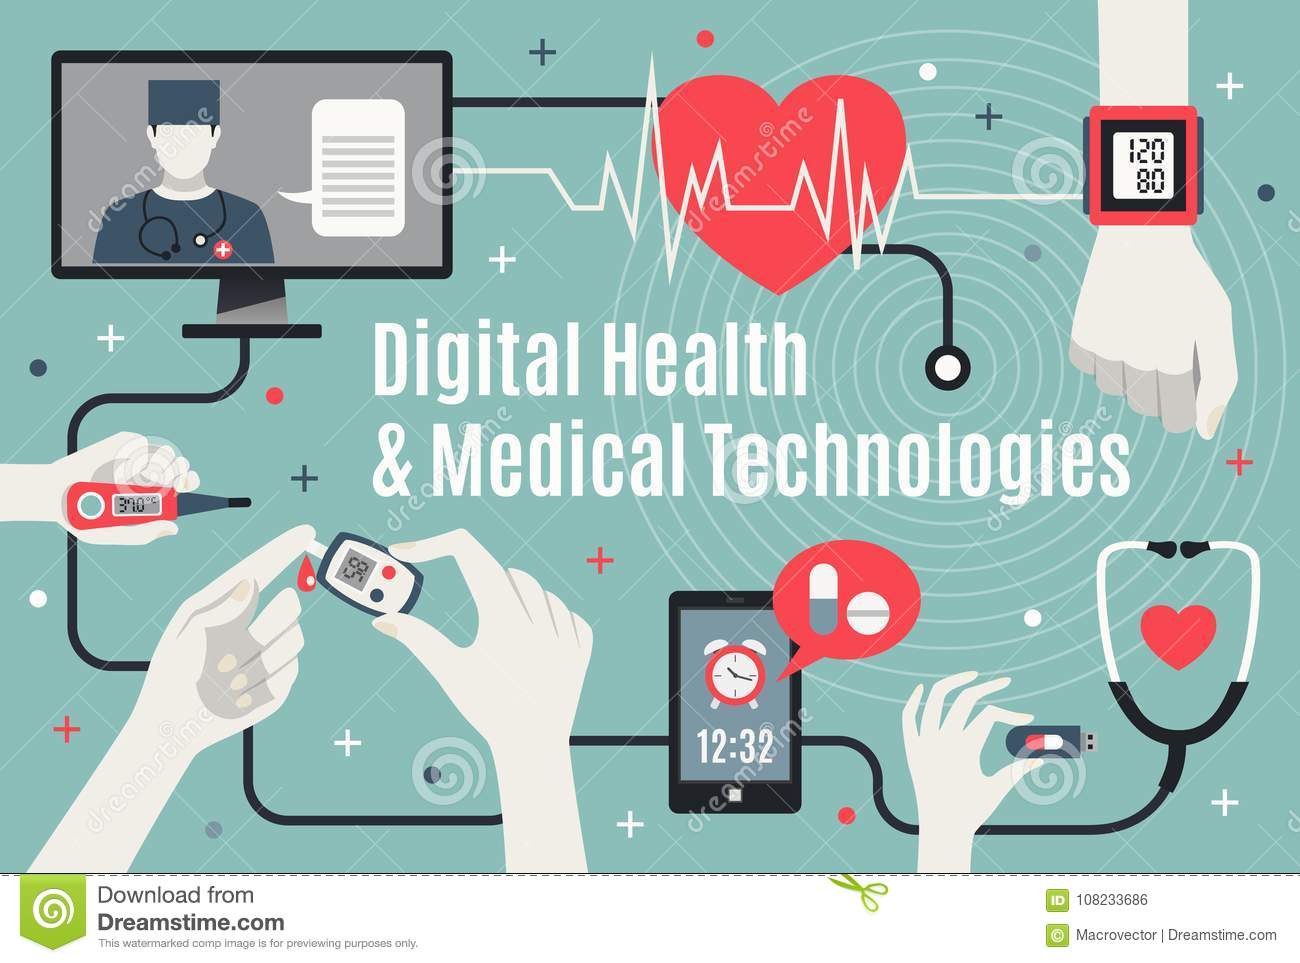 120
80
Digital Health
& Medical Technologies
37.0 °C
12:32
Download from
Dreamstime.com
This watermarked comp image is for previewing purposes only.
ID 108233686
© Macrovector | Dreamstime.com
dreamstime